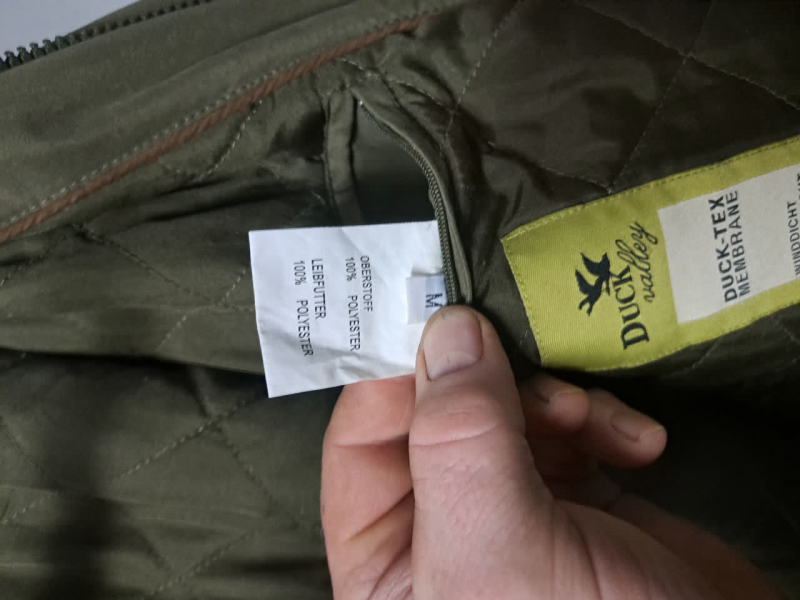 M
OBERSTOFF
100% POLYESTER
LEIBFUTTER
100% POLYESTER
DUCK
valley
DUCK-TEX
MEMBRANE
WINDDICHT